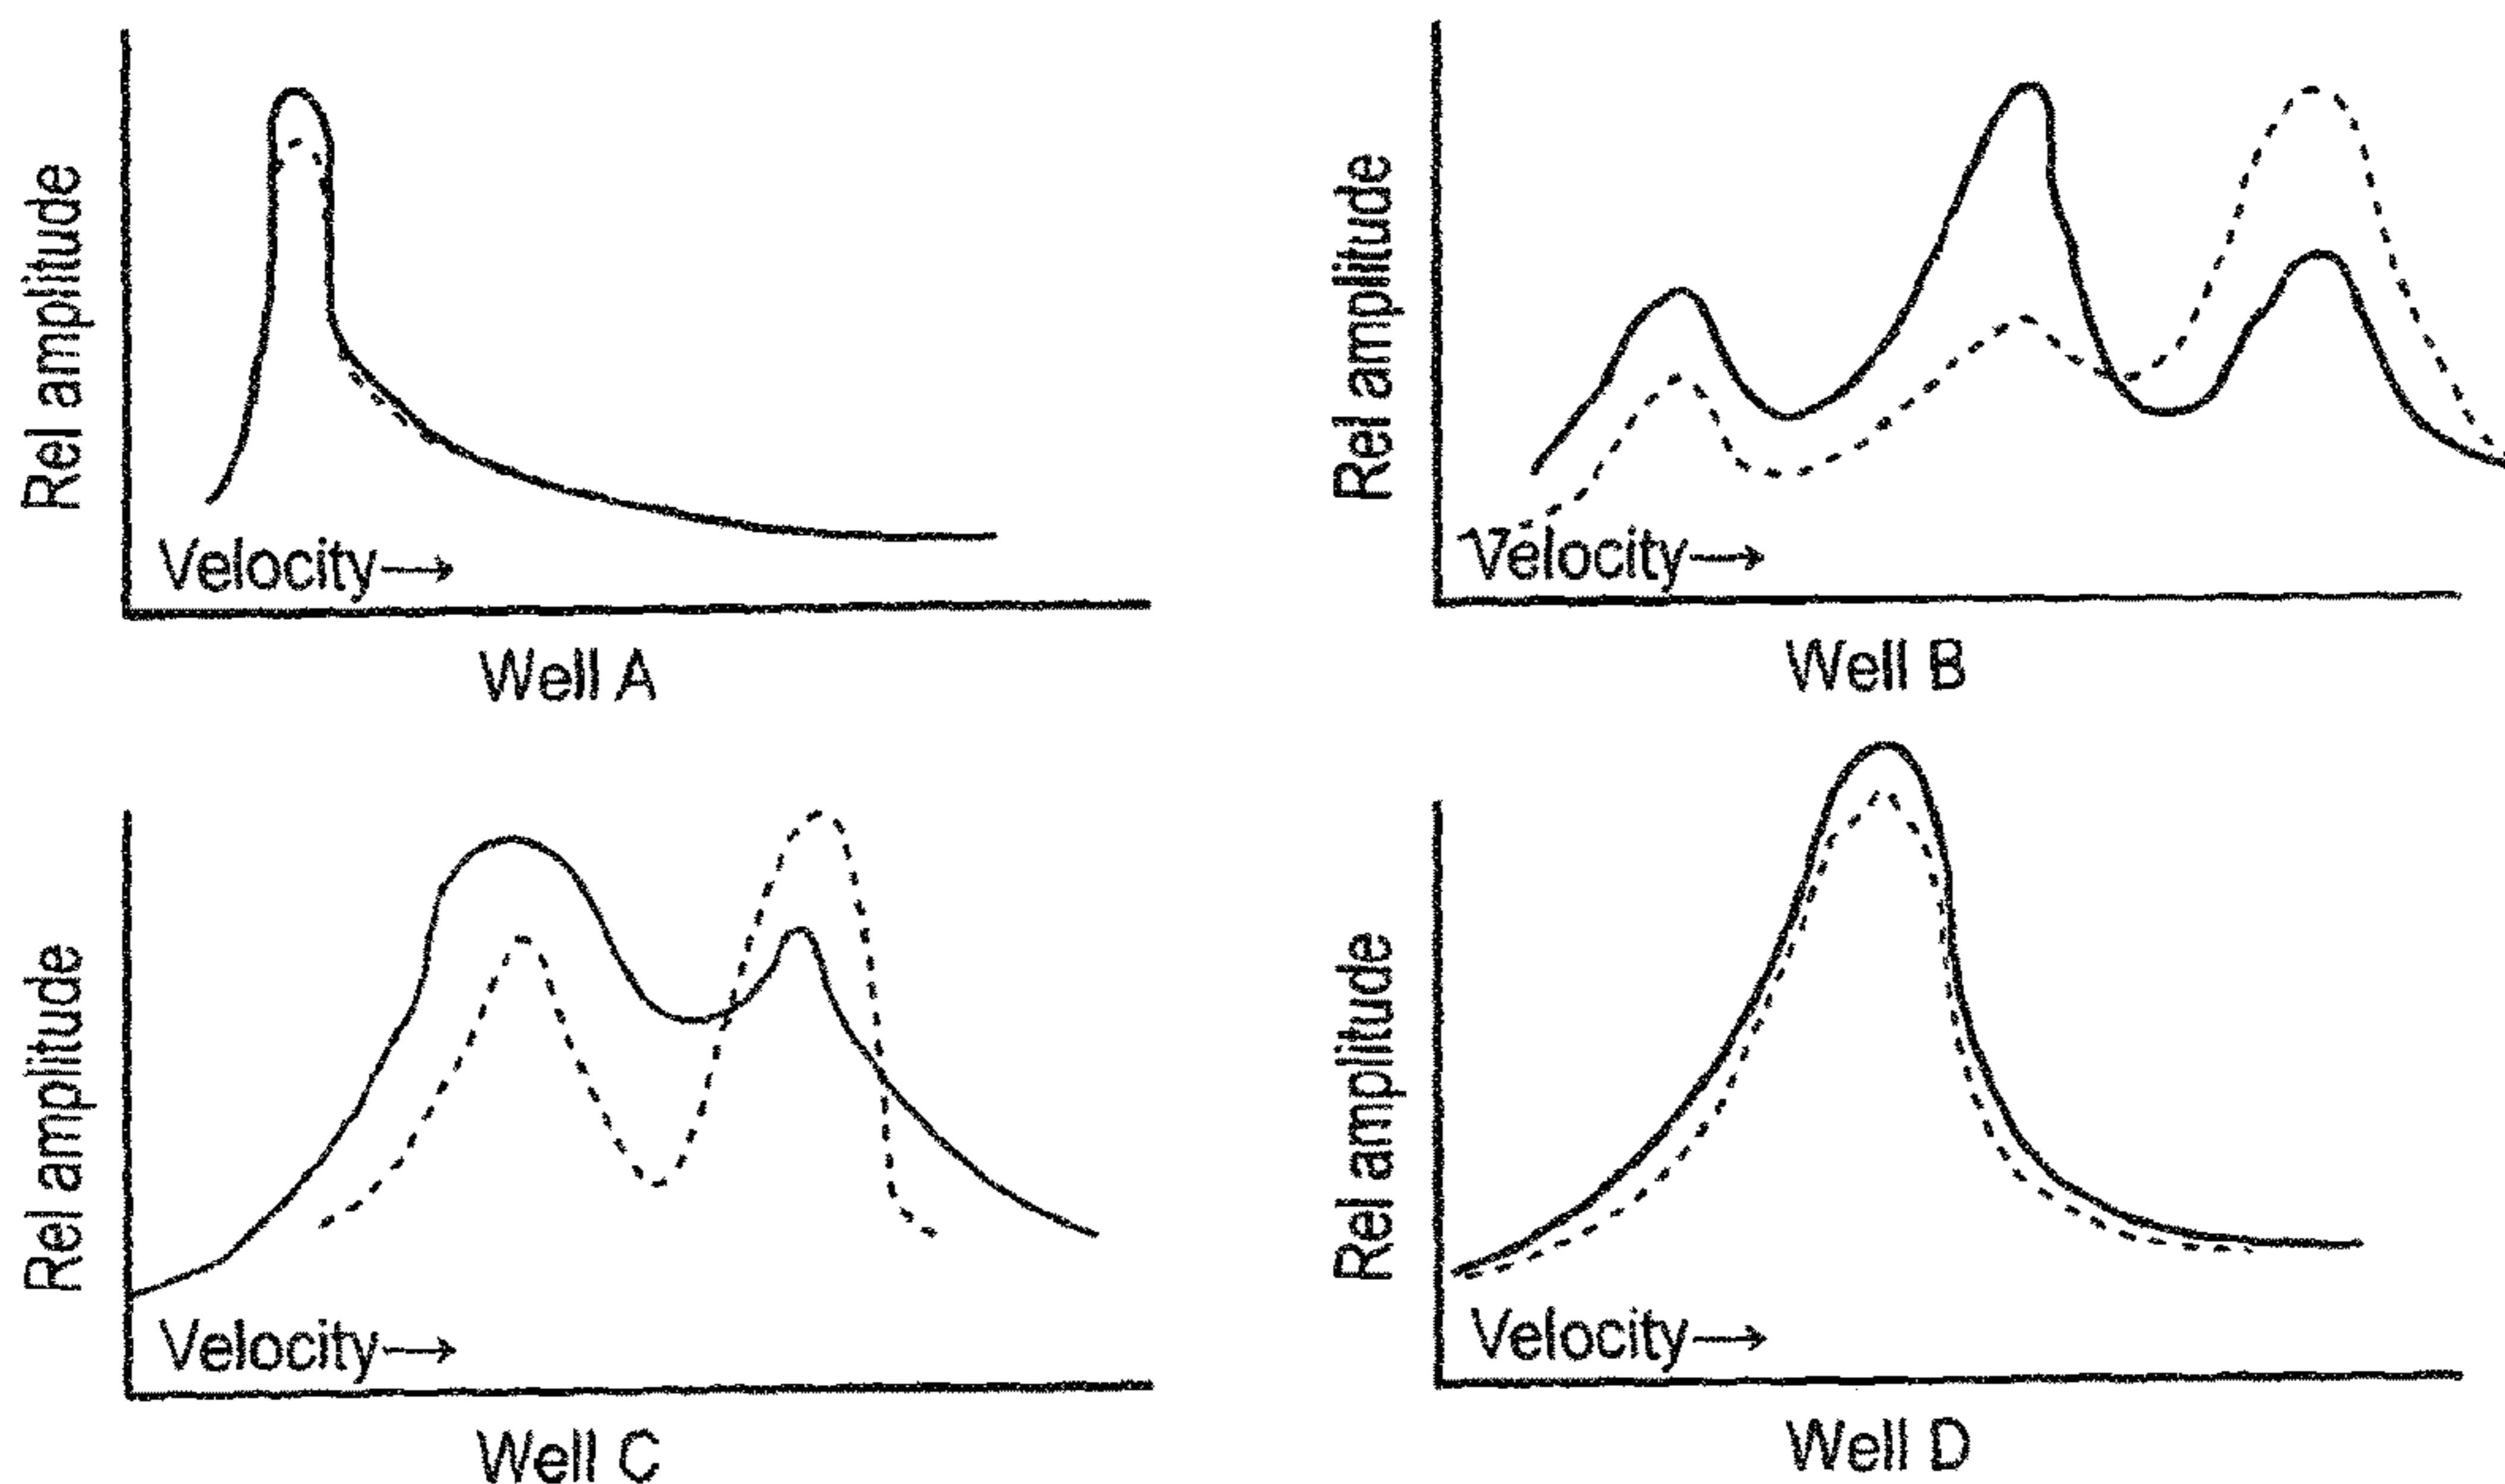 Rel amplitude
Velocity→
Well A
Rel amplitude
Velocity→
Well B
Rel amplitude
Velocity→
Well C
Rel amplitude
Velocity→
Well D